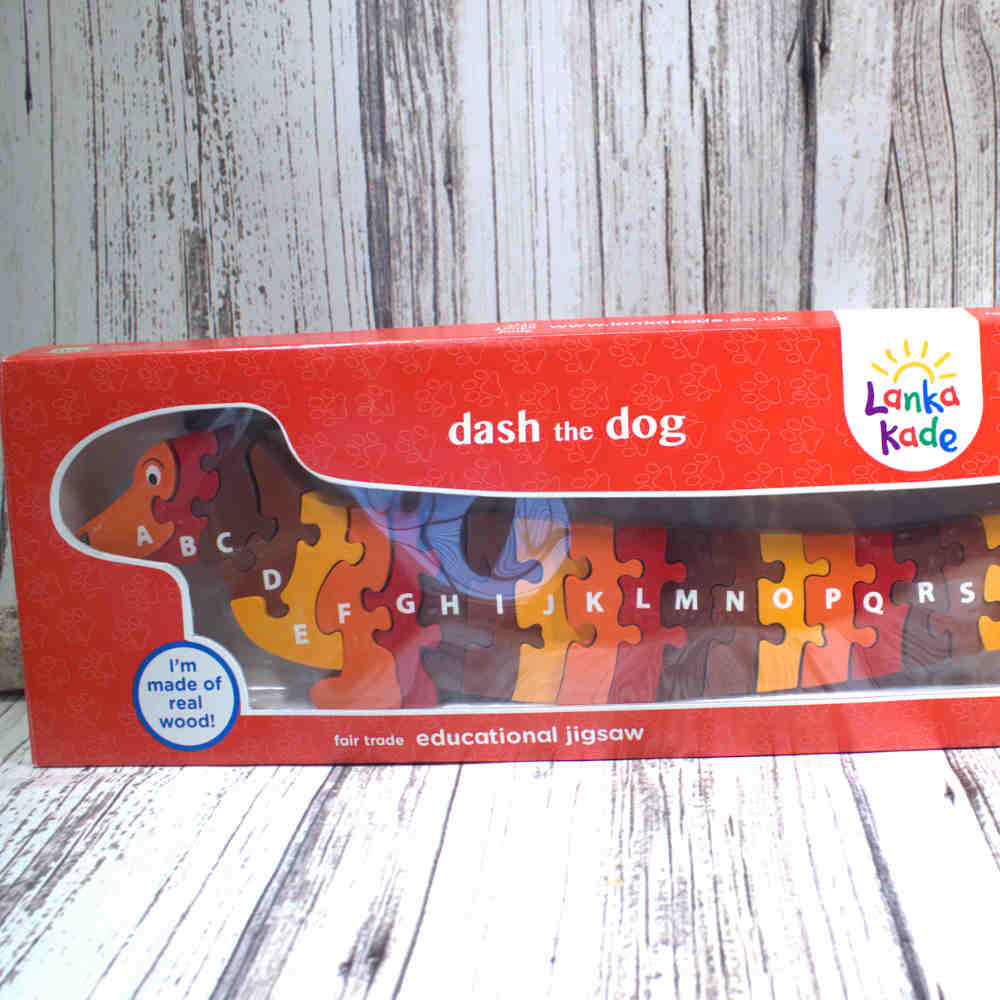 www.lankakade.co.uk
Lanka
kade
dash the dog
A B C D E F G H I J K L M N O P Q R S
I'm
made of
real
wood!
fair trade educational jigsaw